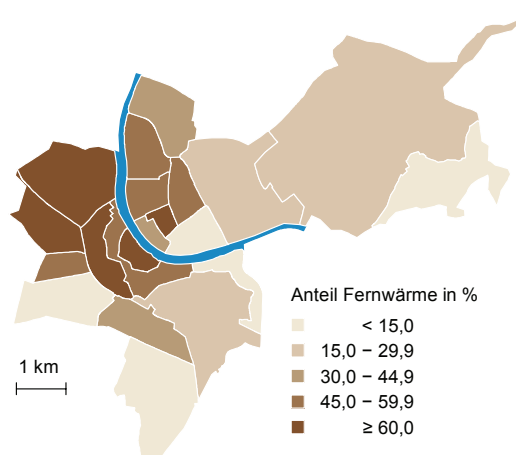 Anteil Fernwärme in %
< 15,0
15,0 – 29,9
30,0 – 44,9
45,0 – 59,9
≥ 60,0
1 km